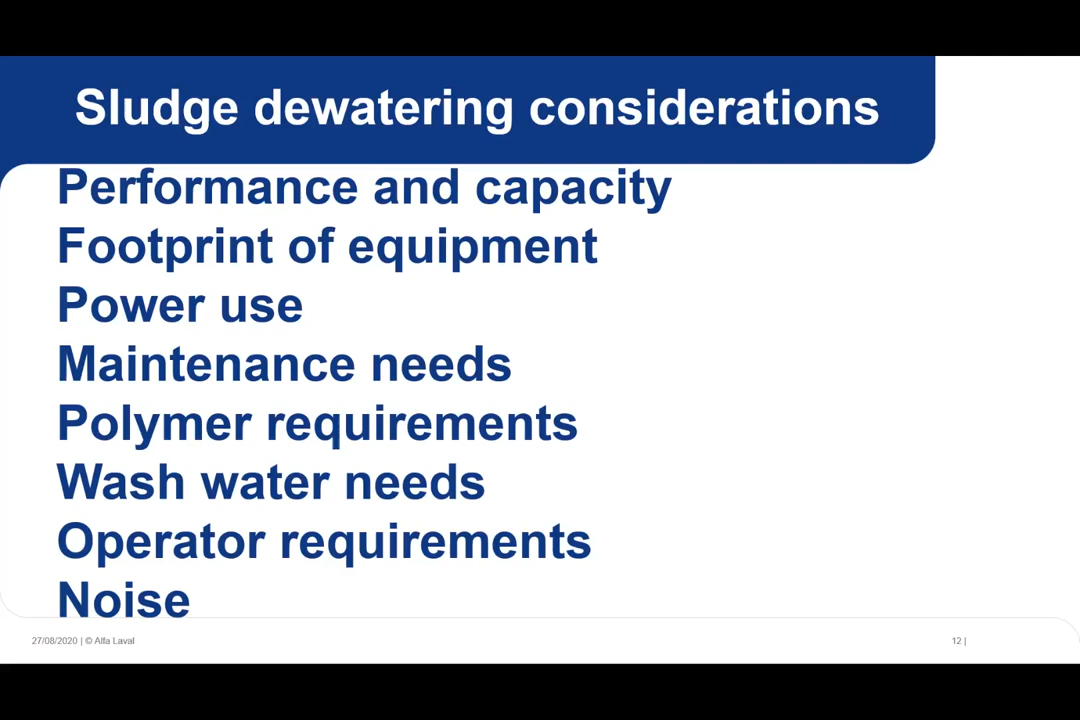 Sludge dewatering considerations
Performance and capacity
Footprint of equipment
Power use
Maintenance needs
Polymer requirements
Wash water needs
Operator requirements
Noise
27/08/2020 | © Alfa Laval
12 |